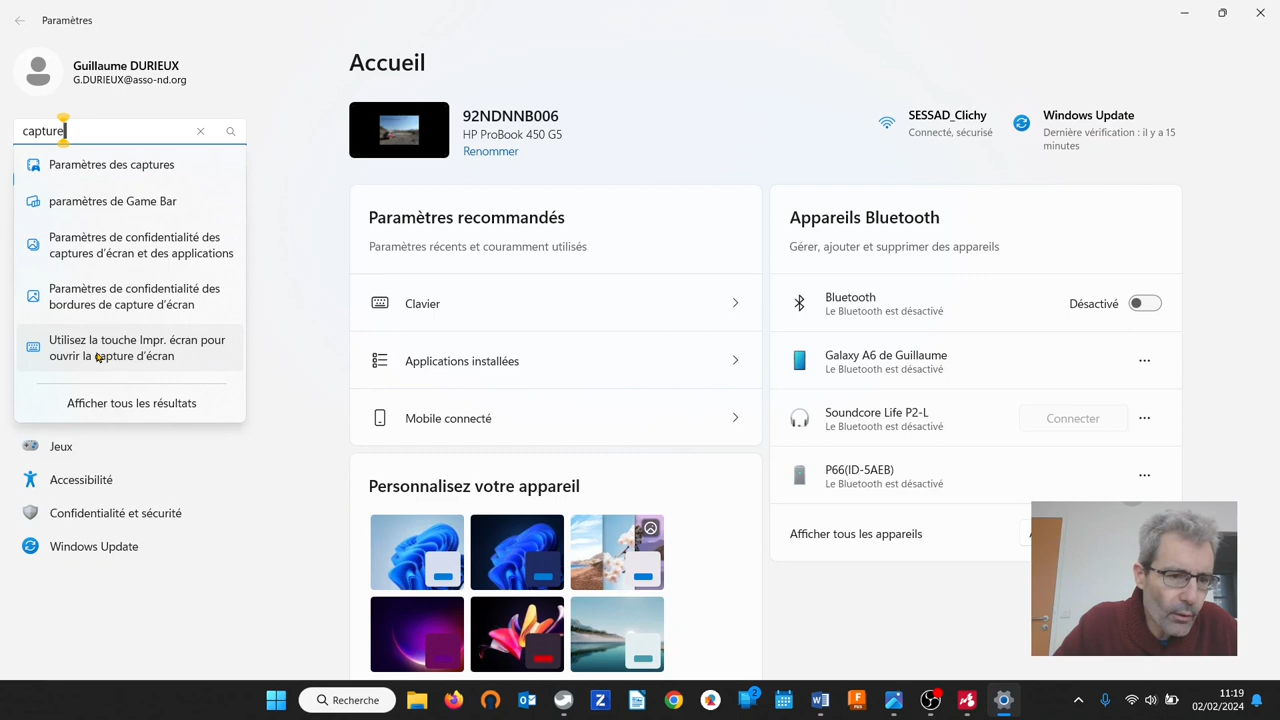 Paramètres
Guillaume DURIEUX
G.DURIEUX@asso-nd.org
capture
Paramètres des captures
paramètres de Game Bar
Paramètres de confidentialité des
captures d'écran et des applications
Paramètres de confidentialité des
bordures de capture d'écran
Utilisez la touche Impr. écran pour
ouvrir la capture d'écran
Afficher tous les résultats
Jeux
Accessibilité
Confidentialité et sécurité
Windows Update
Accueil
92NDNNB006
HP ProBook 450 G5
Renommer
SESSAD_Clichy
Connecté, sécurisé
Windows Update
Dernière vérification : il y a 15
minutes
Paramètres recommandés
Paramètres récents et couramment utilisés
Clavier
Applications installées
Mobile connecté
Personnalisez votre appareil
Appareils Bluetooth
Gérer, ajouter et supprimer des appareils
Bluetooth
Le Bluetooth est désactivé
Désactivé
Galaxy A6 de Guillaume
Le Bluetooth est désactivé
Soundcore Life P2-L
Le Bluetooth est désactivé
Connecter
P66(ID-5AEB)
Le Bluetooth est désactivé
Afficher tous les appareils
Recherche
2
11:19
02/02/2024